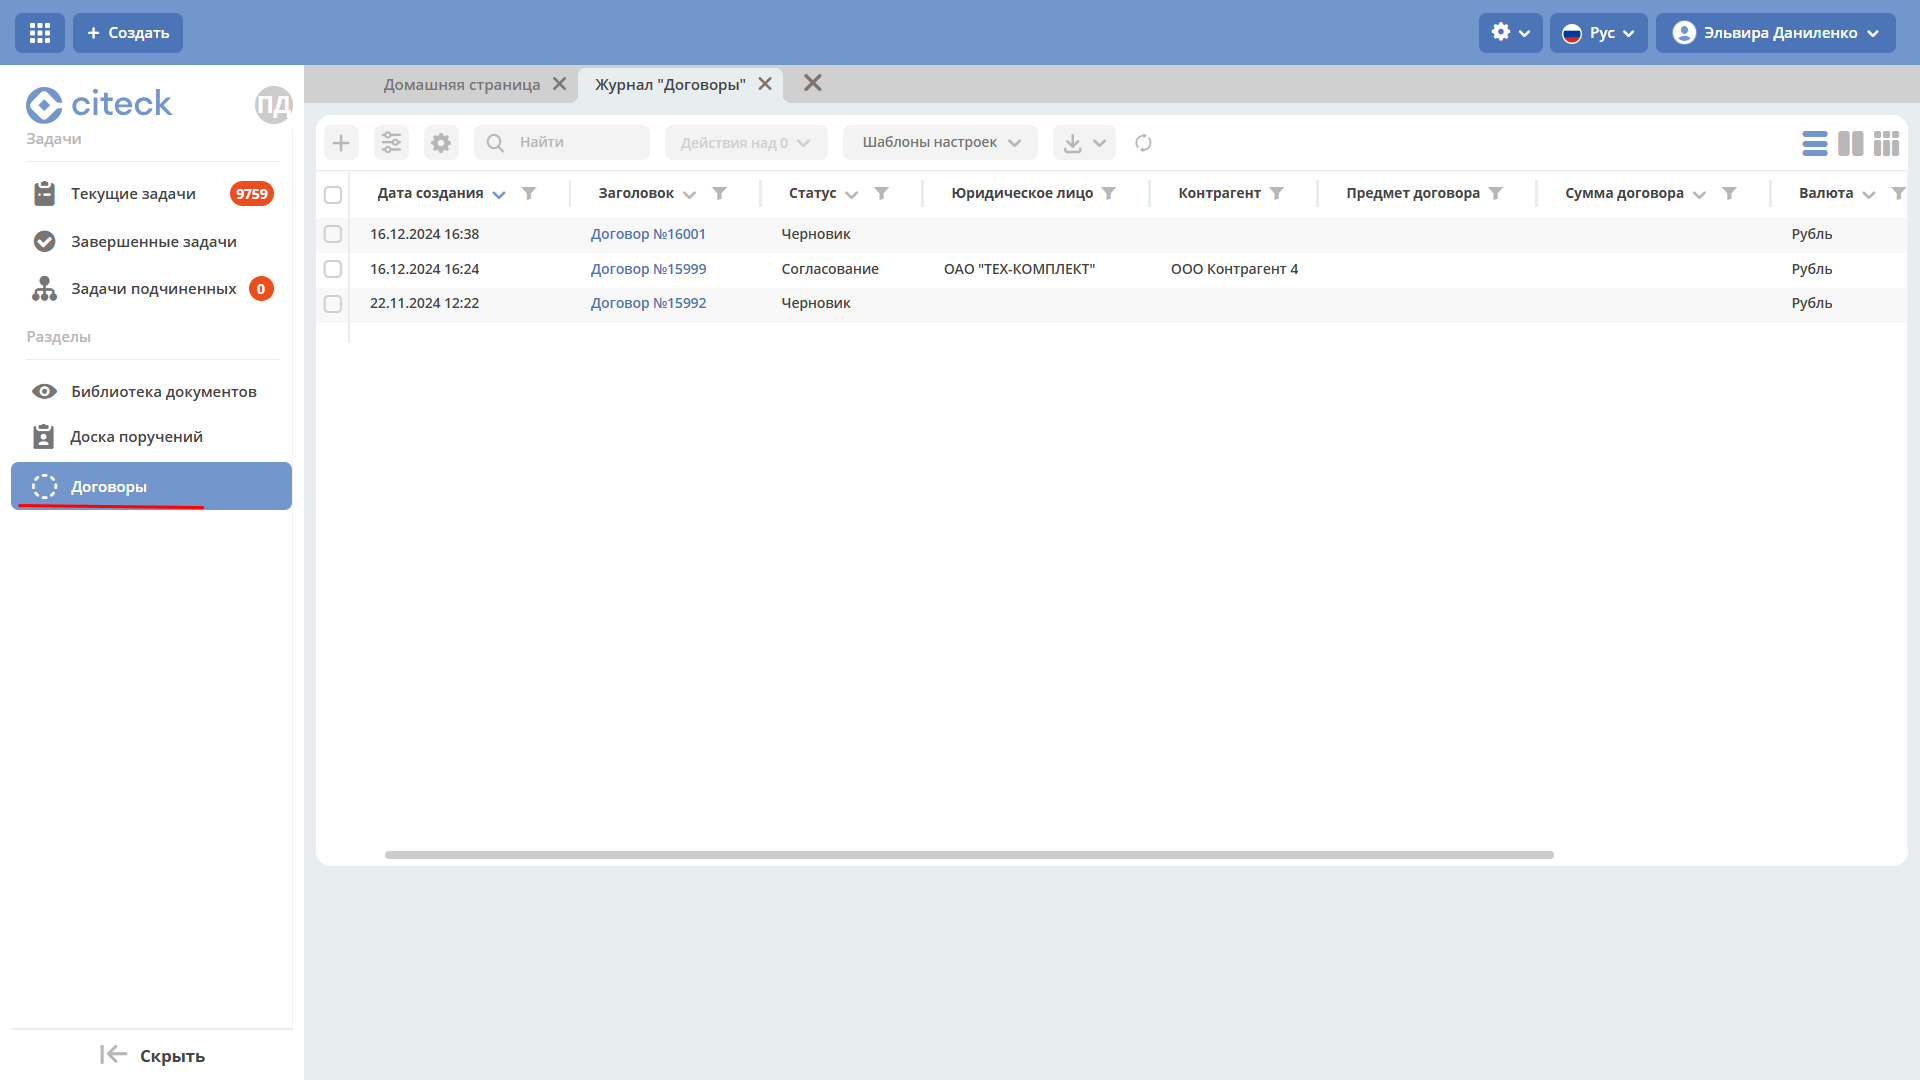 + Создать
Рус
Эльвира Даниленко
citeck
ПД
Домашняя страница
Журнал "Договоры"
Задачи
Текущие задачи 9759
Завершенные задачи
Задачи подчиненных 0
Разделы
Библиотека документов
Доска поручений
Договоры
Скрыть
Найти
Действия над 0
Шаблоны настроек
Дата создания Заголовок Статус Юридическое лицо Контрагент Предмет договора Сумма договора Валюта
16.12.2024 16:38 Договор №16001 Черновик Рубль
16.12.2024 16:24 Договор №15999 Согласование ОАО "ТЕХ-КОМПЛЕКТ" ООО Контрагент 4 Рубль
22.11.2024 12:22 Договор №15992 Черновик Рубль